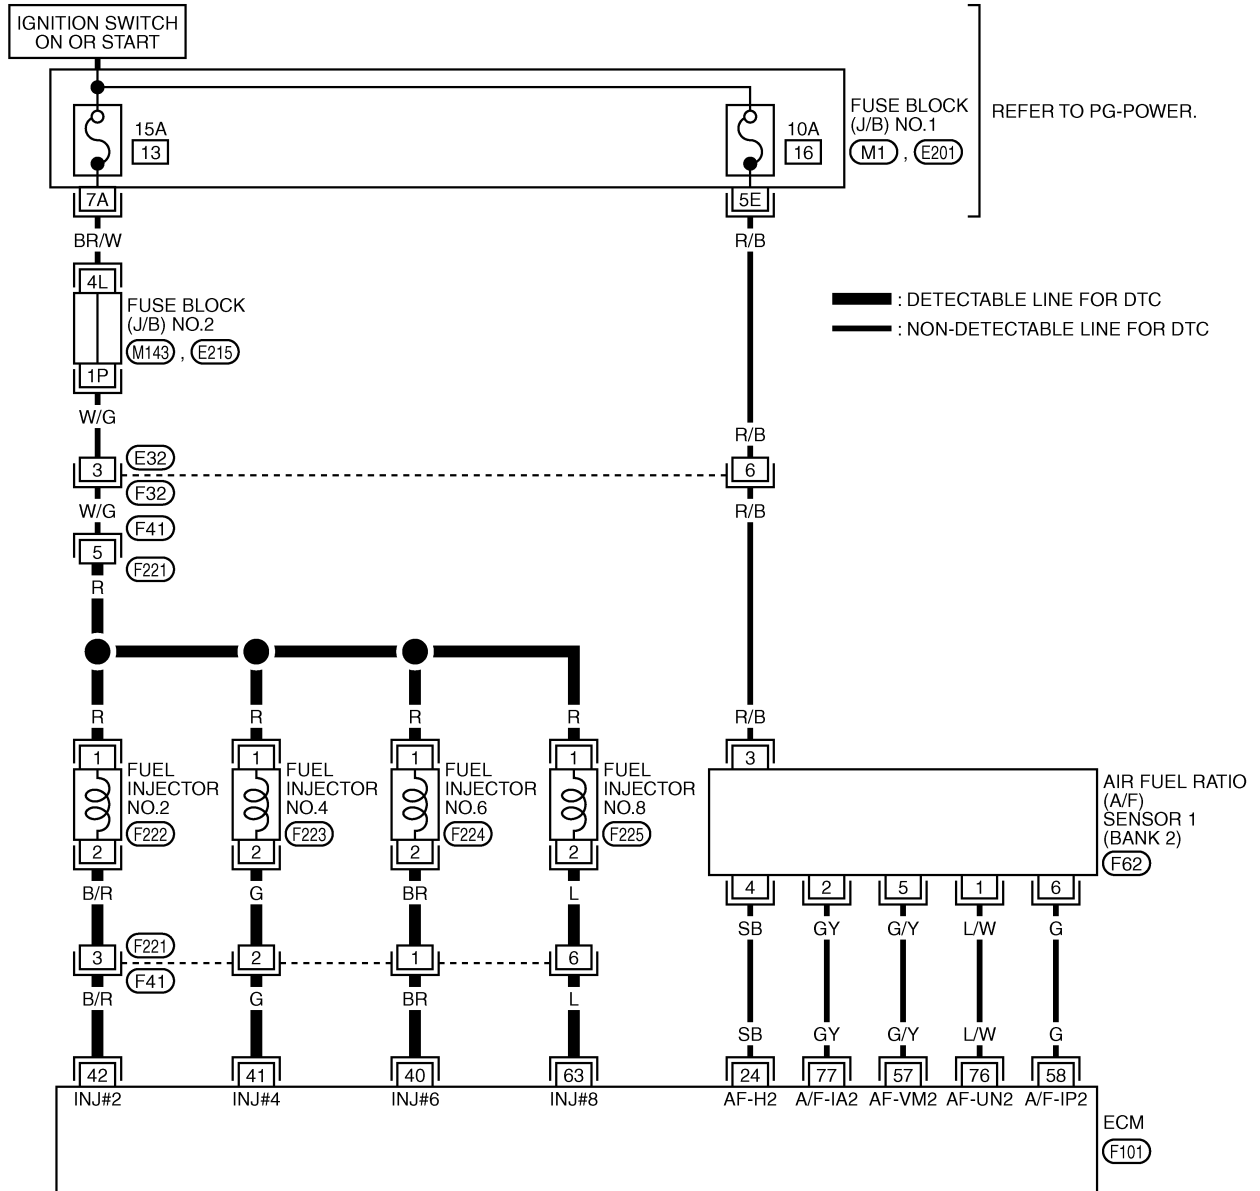 IGNITION SWITCH
ON OR START
15A
13
10A
16
FUSE BLOCK
(J/B) NO.1
M1 , E201
REFER TO PG-POWER.
7A
5E
BR/W
R/B
4L
FUSE BLOCK
(J/B) NO.2
M143 , E215
1P
: DETECTABLE LINE FOR DTC
: NON-DETECTABLE LINE FOR DTC
W/G
R/B
3
E32
F32
6
W/G
R/B
F41
5
F221
R
R
R
R
R
R/B
1
1
1
1
3
FUEL
INJECTOR
NO.2
F222
FUEL
INJECTOR
NO.4
F223
FUEL
INJECTOR
NO.6
F224
FUEL
INJECTOR
NO.8
F225
AIR FUEL RATIO
(A/F)
SENSOR 1
(BANK 2)
F62
2
2
2
2
4
2
5
1
6
B/R
G
BR
L
SB
GY
G/Y
L/W
G
F221
3
2
1
6
F41
B/R
G
BR
L
SB
GY
G/Y
L/W
G
42
41
40
63
24
77
57
76
58
INJ#2
INJ#4
INJ#6
INJ#8
AF-H2
A/F-IA2
AF-VM2
AF-UN2
A/F-IP2
ECM
F101